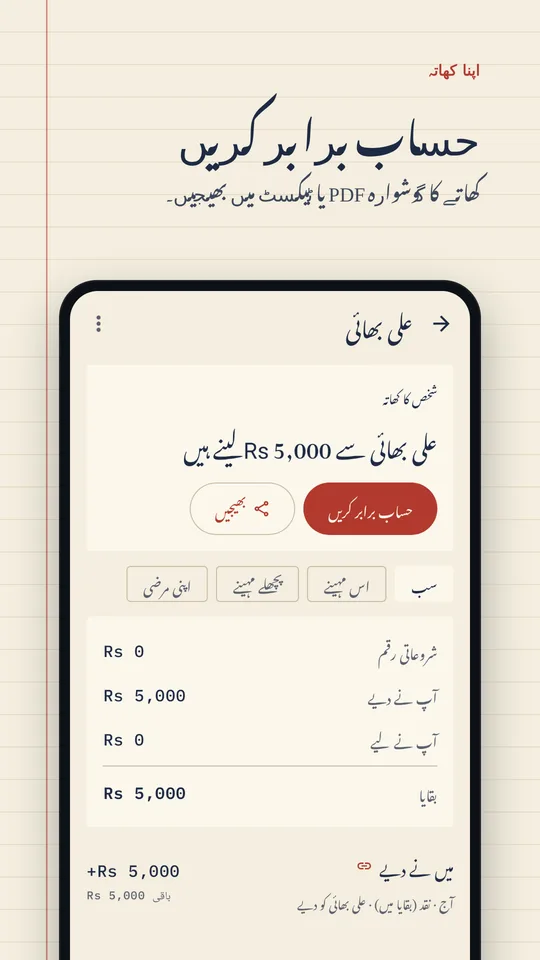 اپنا کھاتہ
حساب برابر کریں
کھاتے کا گوشوارہ PDF یا ٹیکسٹ میں بھیجیں۔
علی بھائی
شخص کا کھاتہ
علی بھائی سے Rs 5,000 لینے ہیں
حساب برابر کریں
بھیجیں
سب
اس مہینے
پچھلے مہینے
اپنی مرضی
شروعاتی رقم Rs 0
آپ نے دیے Rs 5,000
آپ نے لیے Rs 0
بقایا Rs 5,000
میں نے دیے +Rs 5,000
آج · نقد (بقایا میں) · علی بھائی کو دیے
باقی Rs 5,000